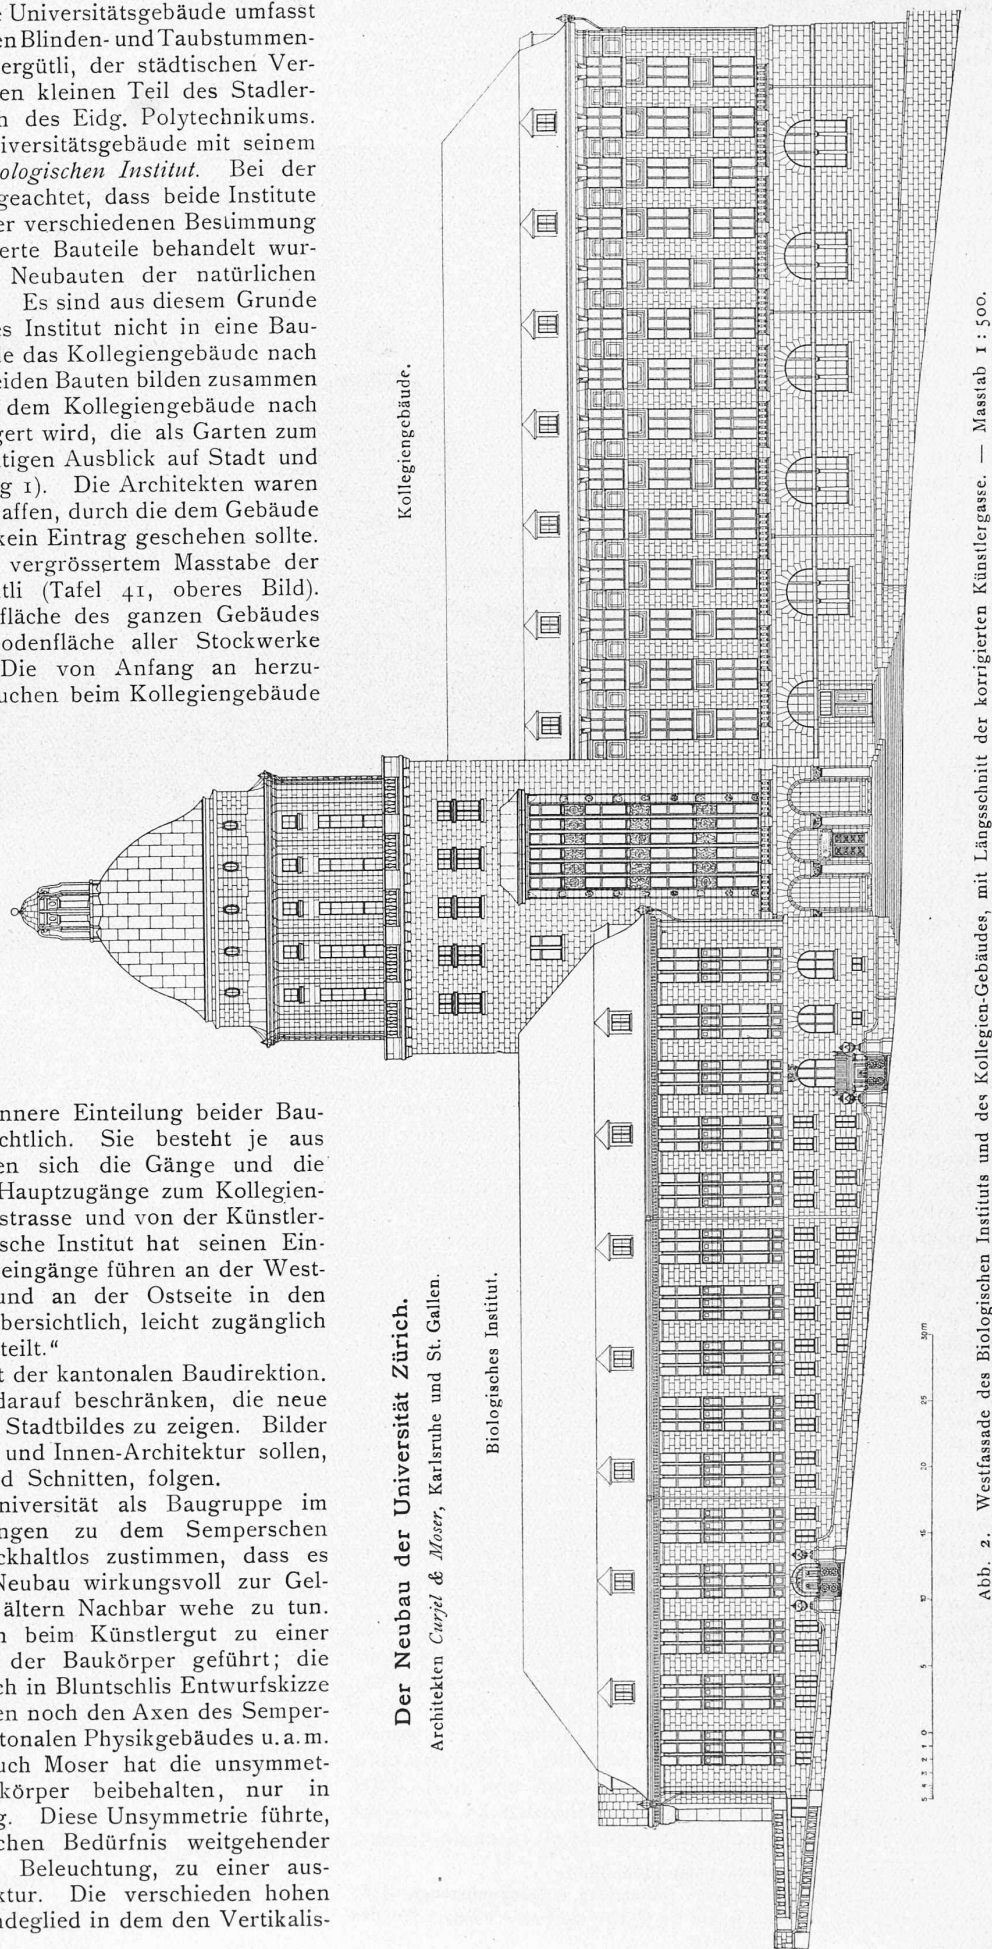 Universitätsgebäude umfasst
Blinden- und Taubstummen-
ergütli, der städtischen Ver-
en kleinen Teil des Stadler-
des Eidg. Polytechnikums.
iversitätsgebäude mit seinem
ologischen Institut. Bei der
geachtet, dass beide Institute
er verschiedenen Bestimmung
erte Bauteile behandelt wur-
Neubauten der natürlichen
Es sind aus diesem Grunde
es Institut nicht in eine Bau-
e das Kollegiengebäude nach
eiden Bauten bilden zusammen
dem Kollegiengebäude nach
gert wird, die als Garten zum
tigen Ausblick auf Stadt und
g 1). Die Architekten waren
affen, durch die dem Gebäude
kein Eintrag geschehen sollte.
vergrössertem Masstabe der
tli (Tafel 41, oberes Bild).
fläche des ganzen Gebäudes
odenfläche aller Stockwerke
Die von Anfang an herzu-
uchen beim Kollegiengebäude
nnere Einteilung beider Bau-
chtlich. Sie besteht je aus
en sich die Gänge und die
Hauptzugänge zum Kollegien-
strasse und von der Künstler-
sche Institut hat seinen Ein-
eingänge führen an der West-
und an der Ostseite in den
bersichtlich, leicht zugänglich
teilt.“
t der kantonalen Baudirektion.
darauf beschränken, die neue
Stadtbildes zu zeigen. Bilder
und Innen-Architektur sollen,
d Schnitten, folgen.
niversität als Baugruppe im
ngen zu dem Semperschen
ckhaltlos zustimmen, dass es
Neubau wirkungsvoll zur Gel-
ältern Nachbar wehe zu tun.
n beim Künstlergut zu einer
der Baukörper geführt; die
ch in Bluntschlis Entwurfskizze
en noch den Axen des Semper-
tonalen Physikgebäudes u. a. m.
uch Moser hat die unsymmet-
körper beibehalten, nur in
g. Diese Unsymmetrie führte,
chen Bedürfnis weitgehender
Beleuchtung, zu einer aus-
ktur. Die verschieden hohen
ndeglied in dem den Vertikalis-
Der Neubau der Universität Zürich.
Architekten Curjel & Moser, Karlsruhe und St. Gallen.
Biologisches Institut.
Kollegiengebäude.
5 4 3 2 1 0 5 10 15 20 25 30m
Abb. 2. Westfassade des Biologischen Instituts und des Kollegien-Gebäudes, mit Längsschnitt der korrigierten Künstlergasse. — Masstab 1 : 500.